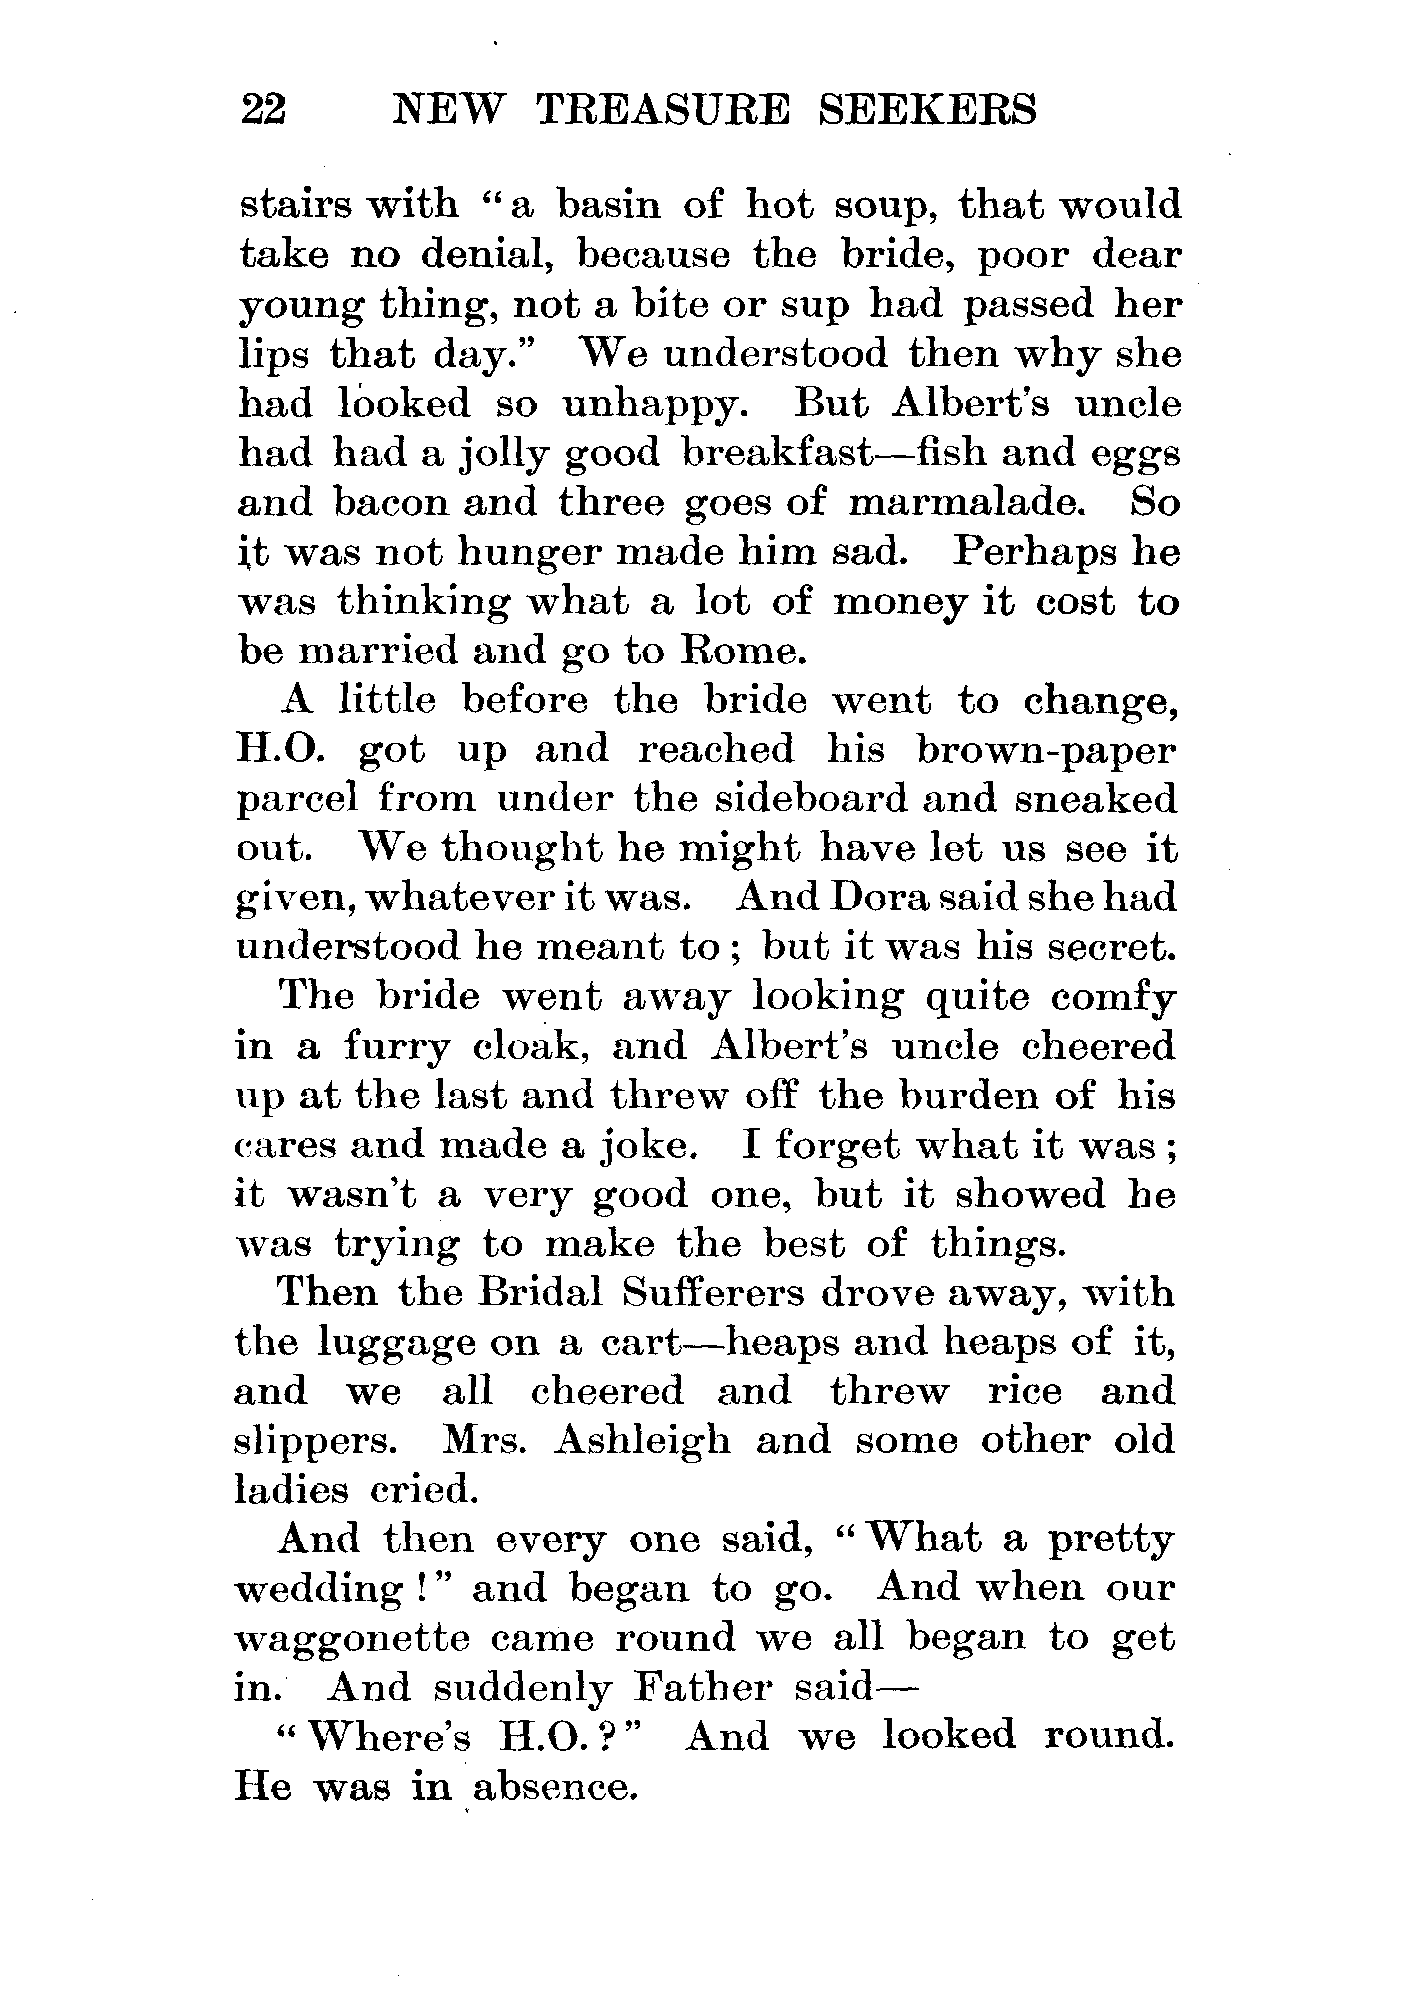 22 NEW TREASURE SEEKERS
stairs with “a basin of hot soup, that would
take no denial, because the bride, poor dear
young thing, not a bite or sup had passed her
lips that day.” We understood then why she
had looked so unhappy. But Albert’s uncle
had had a jolly good breakfast—fish and eggs
and bacon and three goes of marmalade. So
it was not hunger made him sad. Perhaps he
was thinking what a lot of money it cost to
be married and go to Rome.
A little before the bride went to change,
H.O. got up and reached his brown-paper
parcel from under the sideboard and sneaked
out. We thought he might have let us see it
given, whatever it was. And Dora said she had
understood he meant to; but it was his secret.
The bride went away looking quite comfy
in a furry cloak, and Albert’s uncle cheered
up at the last and threw off the burden of his
cares and made a joke. I forget what it was;
it wasn’t a very good one, but it showed he
was trying to make the best of things.
Then the Bridal Sufferers drove away, with
the luggage on a cart—heaps and heaps of it,
and we all cheered and threw rice and
slippers. Mrs. Ashleigh and some other old
ladies cried.
And then every one said, “What a pretty
wedding!” and began to go. And when our
waggonette came round we all began to get
in. And suddenly Father said—
“Where’s H.O.?” And we looked round.
He was in absence.